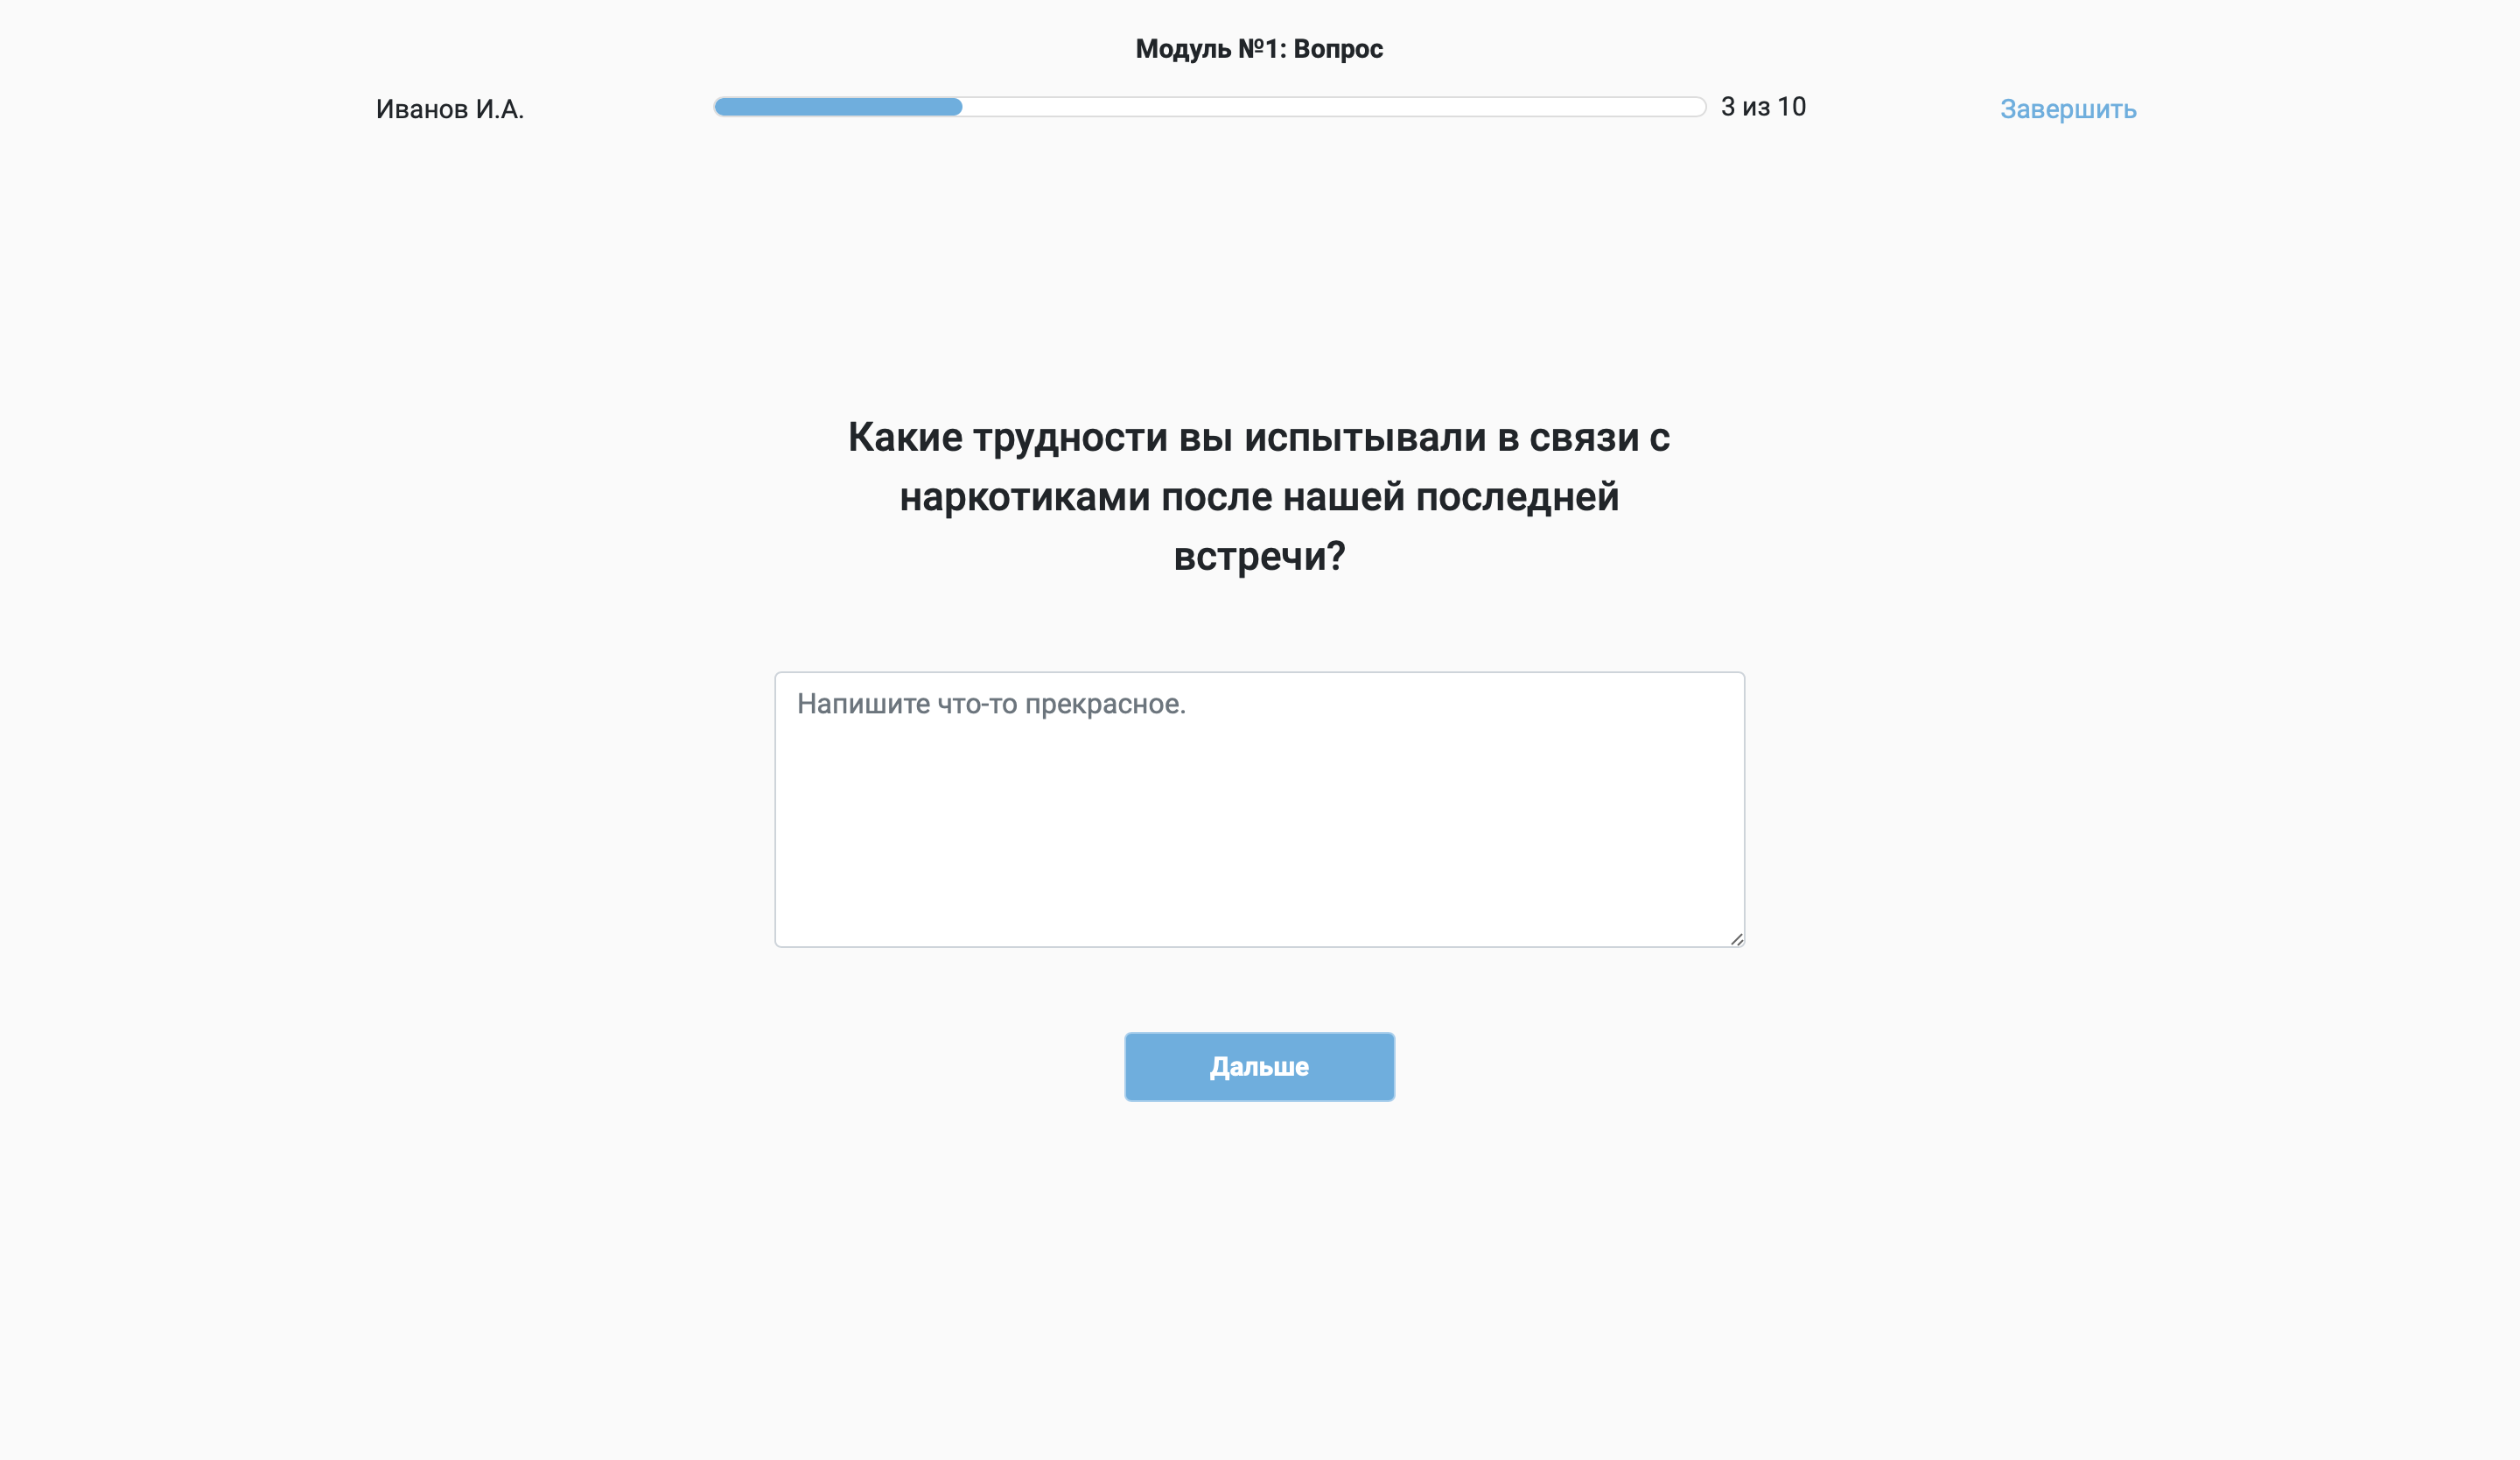 Модуль №1: Вопрос
Иванов И.А.
3 из 10
Завершить
Какие трудности вы испытывали в связи с
наркотиками после нашей последней
встречи?
Напишите что-то прекрасное.
Дальше